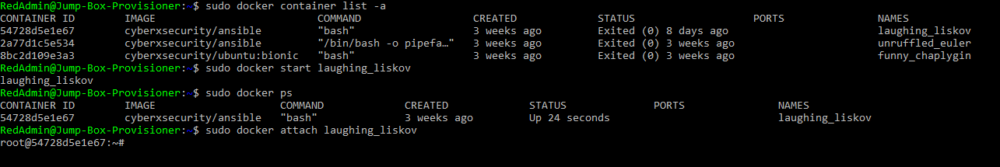 RedAdmin@Jump-Box-Provisioner:~$ sudo docker container list -a
CONTAINER ID        IMAGE                        COMMAND                  CREATED             STATUS                   PORTS               NAMES
54728d5e1e67        cyberxsecurity/ansible       "bash"                   3 weeks ago         Exited (0) 8 days ago                        laughing_liskov
2a77d1c5e534        cyberxsecurity/ansible       "/bin/bash -o pipefa…"   3 weeks ago         Exited (0) 3 weeks ago                       unruffled_euler
8bc2d109e3a3        cyberxsecurity/ubuntu:bionic "bash"                   3 weeks ago         Exited (0) 3 weeks ago                       funny_chaplygin
RedAdmin@Jump-Box-Provisioner:~$ sudo docker start laughing_liskov
laughing_liskov
RedAdmin@Jump-Box-Provisioner:~$ sudo docker ps
CONTAINER ID        IMAGE                    COMMAND             CREATED             STATUS              PORTS               NAMES
54728d5e1e67        cyberxsecurity/ansible   "bash"              3 weeks ago         Up 24 seconds                           laughing_liskov
RedAdmin@Jump-Box-Provisioner:~$ sudo docker attach laughing_liskov
root@54728d5e1e67:~#